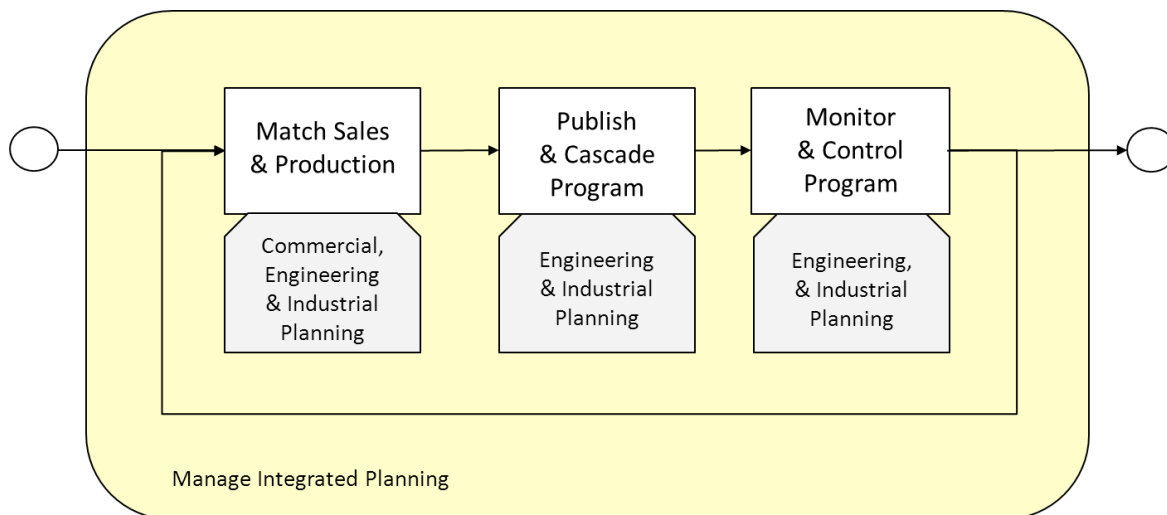 Match Sales
& Production
Publish
& Cascade
Program
Monitor
& Control
Program
Commercial,
Engineering
& Industrial
Planning
Engineering
& Industrial
Planning
Engineering,
& Industrial
Planning
Manage Integrated Planning